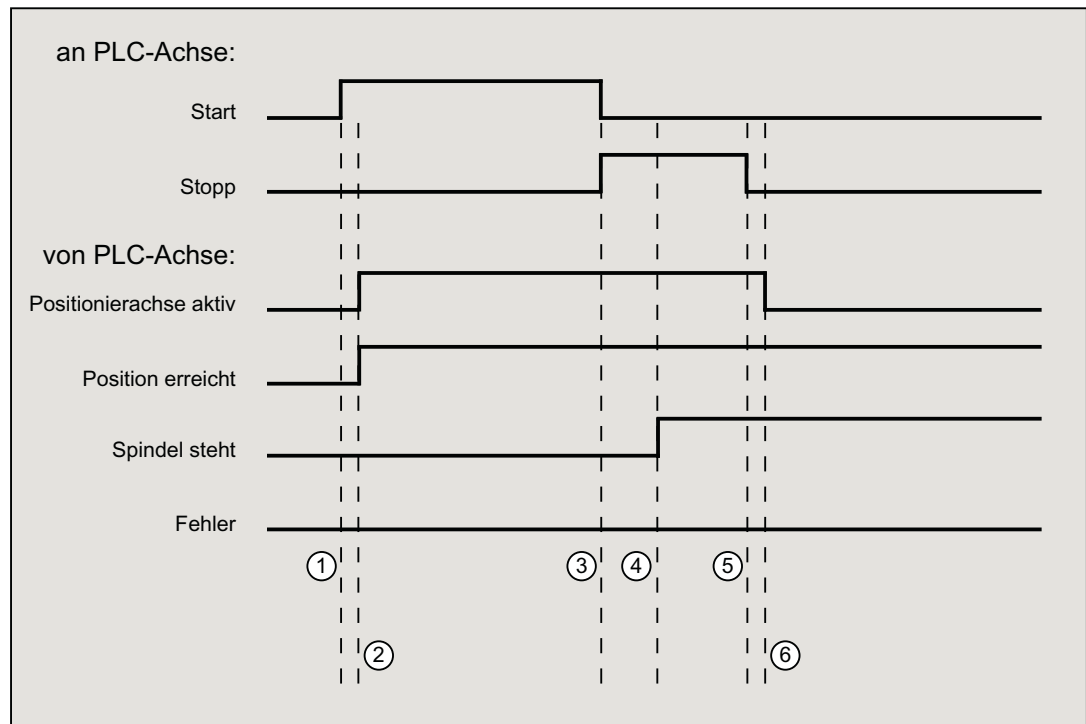 an PLC-Achse:
Start
Stopp
von PLC-Achse:
Positionierachse aktiv
Position erreicht
Spindel steht
Fehler
① ③ ④ ⑤
② ⑥